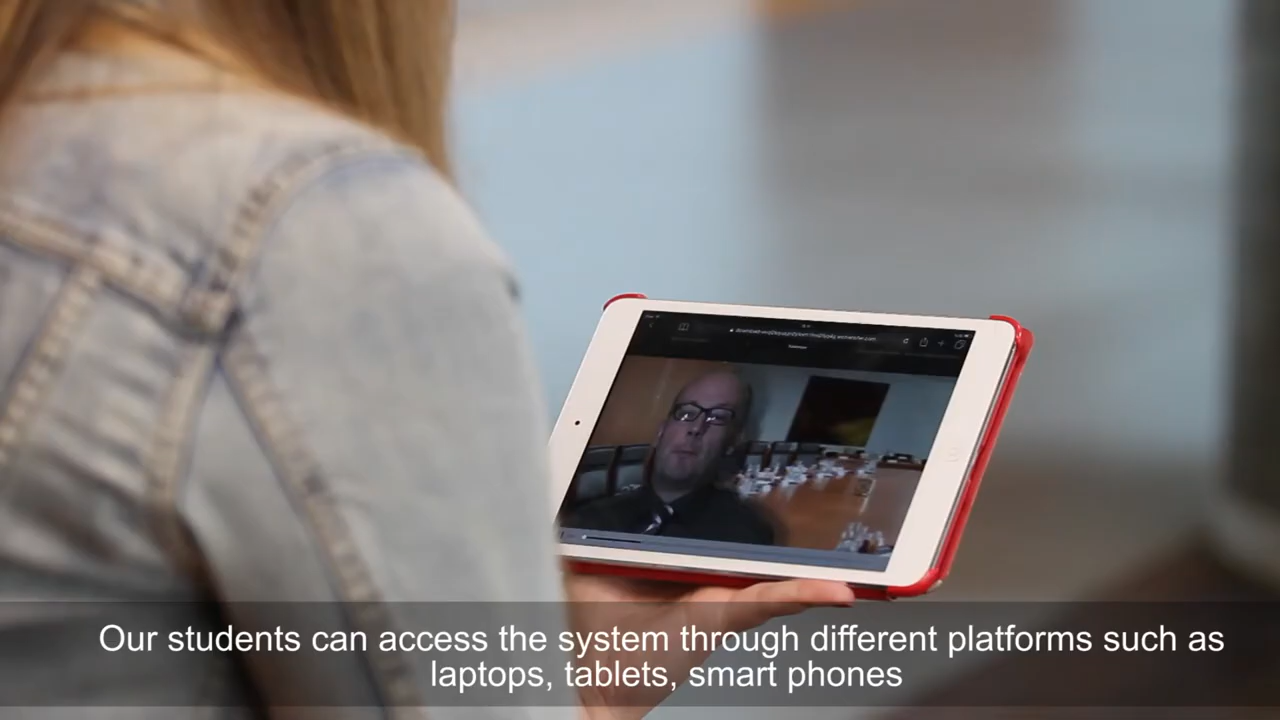 Our students can access the system through different platforms such as
laptops, tablets, smart phones